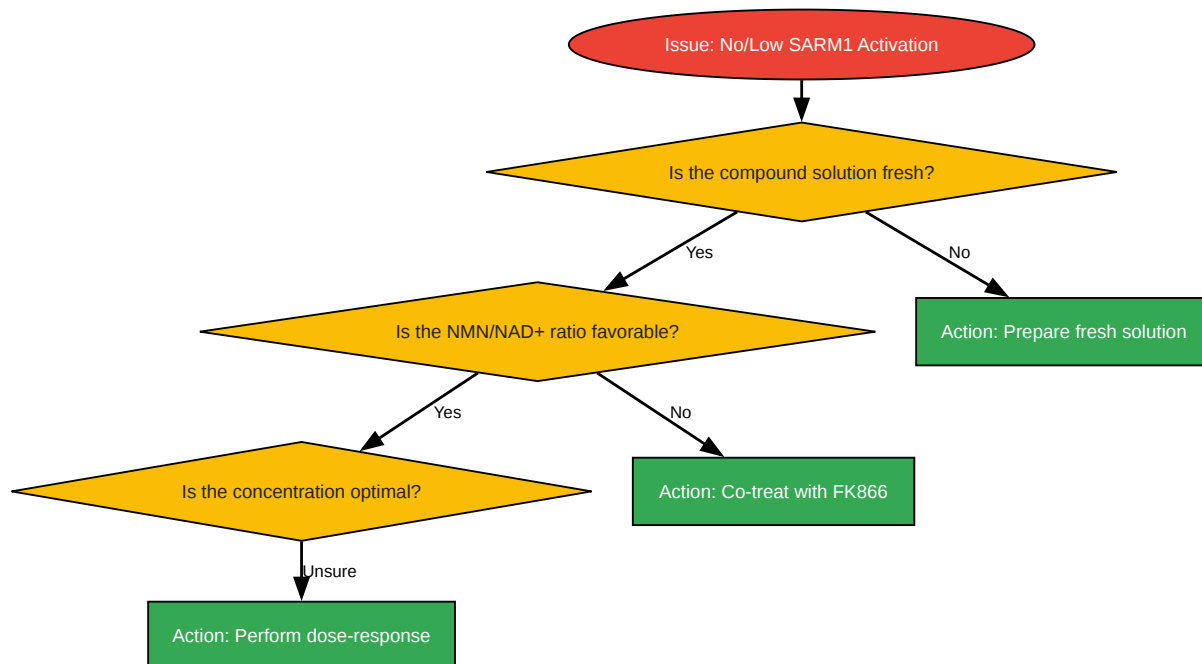 Issue: No/Low SARM1 Activation
Is the compound solution fresh?
Yes
No
Is the NMN/NAD+ ratio favorable?
Action: Prepare fresh solution
Yes
No
Is the concentration optimal?
Action: Co-treat with FK866
Unsure
Action: Perform dose-response